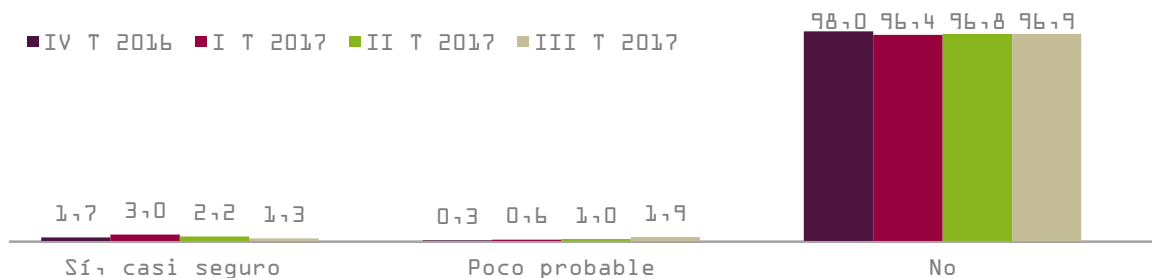 98,0 96,4 96,8 96,9
IV T 2016 I T 2017 II T 2017 III T 2017
1,7 3,0 2,2 1,3 0,3 0,6 1,0 1,9
Sí, casi seguro Poco probable No